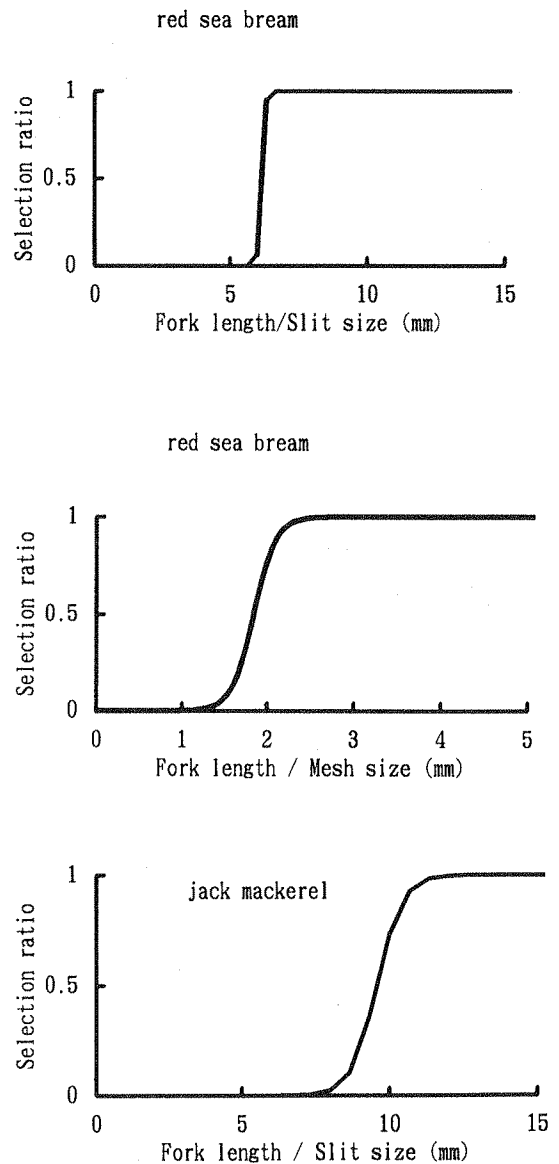 red sea bream
1
0.5
0
Selection ratio
0 5 10 15
Fork length/Slit size (mm)
red sea bream
1
0.5
0
Selection ratio
0 1 2 3 4 5
Fork length / Mesh size (mm)
jack mackerel
1
0.5
0
Selection ratio
0 5 10 15
Fork length / Slit size (mm)